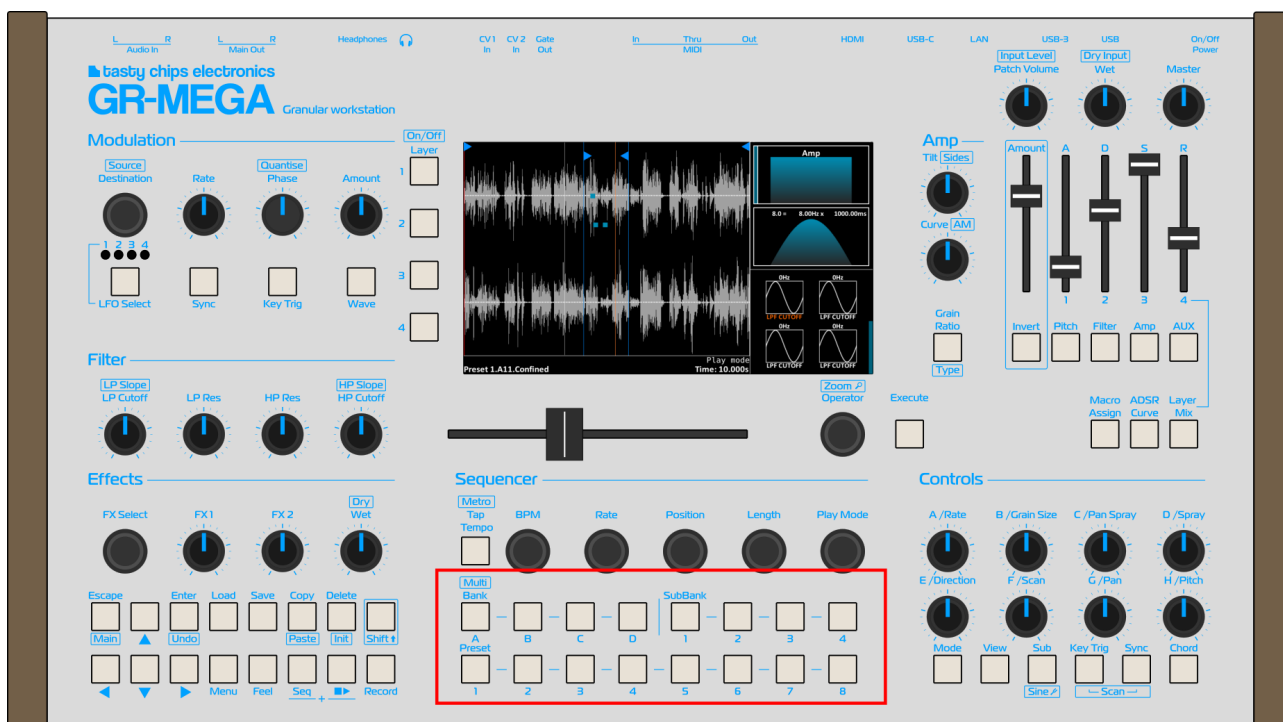 L R L R Headphones CV 1 CV 2 Gate In Thru Out HDMI USB-C LAN USB-3 USB On/Off
Audio In Main Out In In Out MIDI Power
Input Level Dry Input
Patch Volume Wet Master
tasty chips electronics
GR-MEGA Granular workstation
Modulation
On/Off
Layer
Source Quantise
Destination Rate Phase Amount
1
2
3
4
1 2 3 4
LFO Select Sync Key Trig Wave
Amp
8.0 = 8.00Hz x 1000.00ms
0Hz 0Hz
LPF CUTOFF LPF CUTOFF
0Hz 0Hz
LPF CUTOFF LPF CUTOFF
Play mode
Preset 1.A11.Confined Time: 10.000s
Amp
Tilt Sides
Curve AM
Amount A D S R
1 2 3 4
Grain
Ratio
Type
Invert Pitch Filter Amp AUX
Macro ADSR Layer
Assign Curve Mix
Filter
LP Slope HP Slope
LP Cutoff LP Res HP Res HP Cutoff
Zoom
Operator Execute
Effects
Dry
FX Select FX 1 FX 2 Wet
Escape Enter Load Save Copy Delete
Main Undo Paste Init Shift
Menu Feel Seq + Record
Sequencer
Metro
Tap
Tempo
BPM Rate Position Length Play Mode
Multi
Bank SubBank
A B C D 1 2 3 4
Preset
1 2 3 4 5 6 7 8
Controls
A /Rate B /Grain Size C /Pan Spray D /Spray
E /Direction F /Scan G /Pan H /Pitch
Mode View Sub Key Trig Sync Chord
Sine Scan